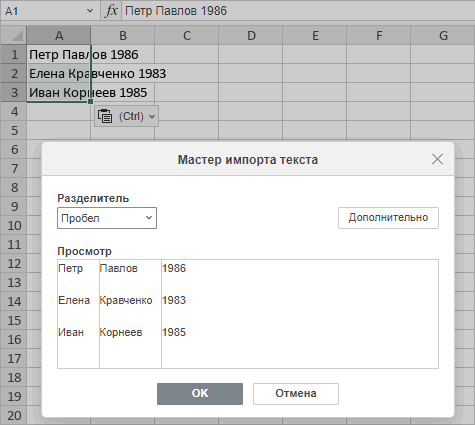 A1 fx Петр Павлов 1986
A B C D E F G
1 Петр Павлов 1986
2 Елена Кравченко 1983
3 Иван Корнеев 1985
4 (Ctrl)
5
6
7 Мастер импорта текста
8
9 Разделитель
10 Пробел Дополнительно
11
Просмотр
12 Петр Павлов 1986
13
14 Елена Кравченко 1983
15
16 Иван Корнеев 1985
17
18
19 OK Отмена
20